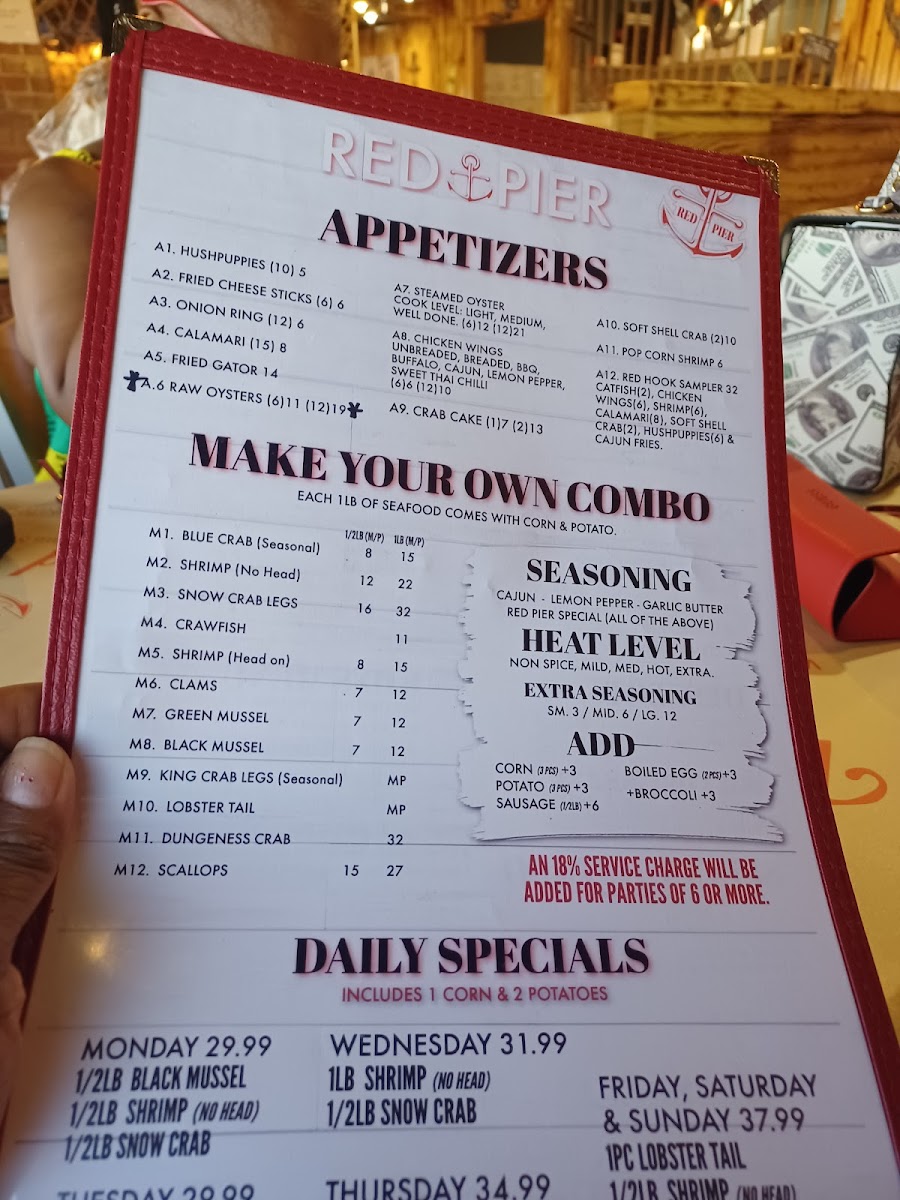 RED PIER
RED PIER
APPETIZERS
A1. HUSHPUPPIES (10) 5
A2. FRIED CHEESE STICKS (6) 6
A3. ONION RING (12) 6
A4. CALAMARI (15) 8
A5. FRIED GATOR 14
A.6 RAW OYSTERS (6)11 (12)19
A7. STEAMED OYSTER
COOK LEVEL: LIGHT, MEDIUM,
WELL DONE. (6)12 (12)21
A8. CHICKEN WINGS
UNBREADED, BREADED, BBQ,
BUFFALO, CAJUN, LEMON PEPPER,
SWEET THAI CHILLI
(6)6 (12)10
A9. CRAB CAKE (1)7 (2)13
A10. SOFT SHELL CRAB (2)10
A11. POP CORN SHRIMP 6
A12. RED HOOK SAMPLER 32
CATFISH(2), CHICKEN
WINGS(6), SHRIMP(6),
CALAMARI(8), SOFT SHELL
CRAB(2), HUSHPUPPIES(6) &
CAJUN FRIES.
MAKE YOUR OWN COMBO
EACH 1LB OF SEAFOOD COMES WITH CORN & POTATO.
1/2LB (M/P) 1LB (M/P)
M1. BLUE CRAB (Seasonal) 8 15
M2. SHRIMP (No Head) 12 22
M3. SNOW CRAB LEGS 16 32
M4. CRAWFISH 11
M5. SHRIMP (Head on) 8 15
M6. CLAMS 7 12
M7. GREEN MUSSEL 7 12
M8. BLACK MUSSEL 7 12
M9. KING CRAB LEGS (Seasonal) MP
M10. LOBSTER TAIL MP
M11. DUNGENESS CRAB 32
M12. SCALLOPS 15 27
SEASONING
CAJUN - LEMON PEPPER - GARLIC BUTTER
RED PIER SPECIAL (ALL OF THE ABOVE)
HEAT LEVEL
NON SPICE, MILD, MED, HOT, EXTRA.
EXTRA SEASONING
SM. 3 / MID. 6 / LG. 12
ADD
CORN (3 PCS) +3
POTATO (3 PCS) +3
SAUSAGE (1/2LB) +6
BOILED EGG (2 PCS) +3
+BROCCOLI +3
AN 18% SERVICE CHARGE WILL BE
ADDED FOR PARTIES OF 6 OR MORE.
DAILY SPECIALS
INCLUDES 1 CORN & 2 POTATOES
MONDAY 29.99
1/2LB BLACK MUSSEL
1/2LB SHRIMP (NO HEAD)
1/2LB SNOW CRAB
TUESDAY 29.99
WEDNESDAY 31.99
1LB SHRIMP (NO HEAD)
1/2LB SNOW CRAB
THURSDAY 34.99
FRIDAY, SATURDAY
& SUNDAY 37.99
1PC LOBSTER TAIL
1/2LB SHRIMP (NO HEAD)